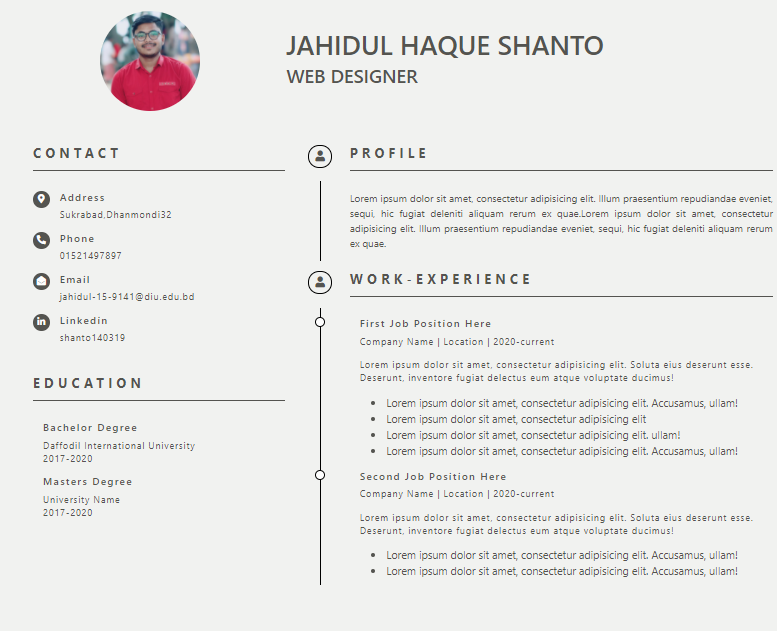 JAHIDUL HAQUE SHANTO
WEB DESIGNER
CONTACT
Address
Sukrabad,Dhanmondi32
Phone
01521497897
Email
jahidul-15-9141@diu.edu.bd
Linkedin
shanto140319
EDUCATION
Bachelor Degree
Daffodil International University
2017-2020
Masters Degree
University Name
2017-2020
PROFILE
Lorem ipsum dolor sit amet, consectetur adipisicing elit. Illum praesentium repudiandae eveniet,
sequi, hic fugiat deleniti aliquam rerum ex quae.Lorem ipsum dolor sit amet, consectetur
adipisicing elit. Illum praesentium repudiandae eveniet, sequi, hic fugiat deleniti aliquam rerum
ex quae.
WORK-EXPERIENCE
First Job Position Here
Company Name | Location | 2020-current
Lorem ipsum dolor sit amet, consectetur adipisicing elit. Soluta eius deserunt esse.
Deserunt, inventore fugiat delectus eum atque voluptate ducimus!
• Lorem ipsum dolor sit amet, consectetur adipisicing elit. Accusamus, ullam!
• Lorem ipsum dolor sit amet, consectetur adipisicing elit
• Lorem ipsum dolor sit amet, consectetur adipisicing elit. ullam!
• Lorem ipsum dolor sit amet, consectetur adipisicing elit. Accusamus, ullam!
Second Job Position Here
Company Name | Location | 2020-current
Lorem ipsum dolor sit amet, consectetur adipisicing elit. Soluta eius deserunt esse.
Deserunt, inventore fugiat delectus eum atque voluptate ducimus!
• Lorem ipsum dolor sit amet, consectetur adipisicing elit. Accusamus, ullam!
• Lorem ipsum dolor sit amet, consectetur adipisicing elit. Accusamus, ullam!